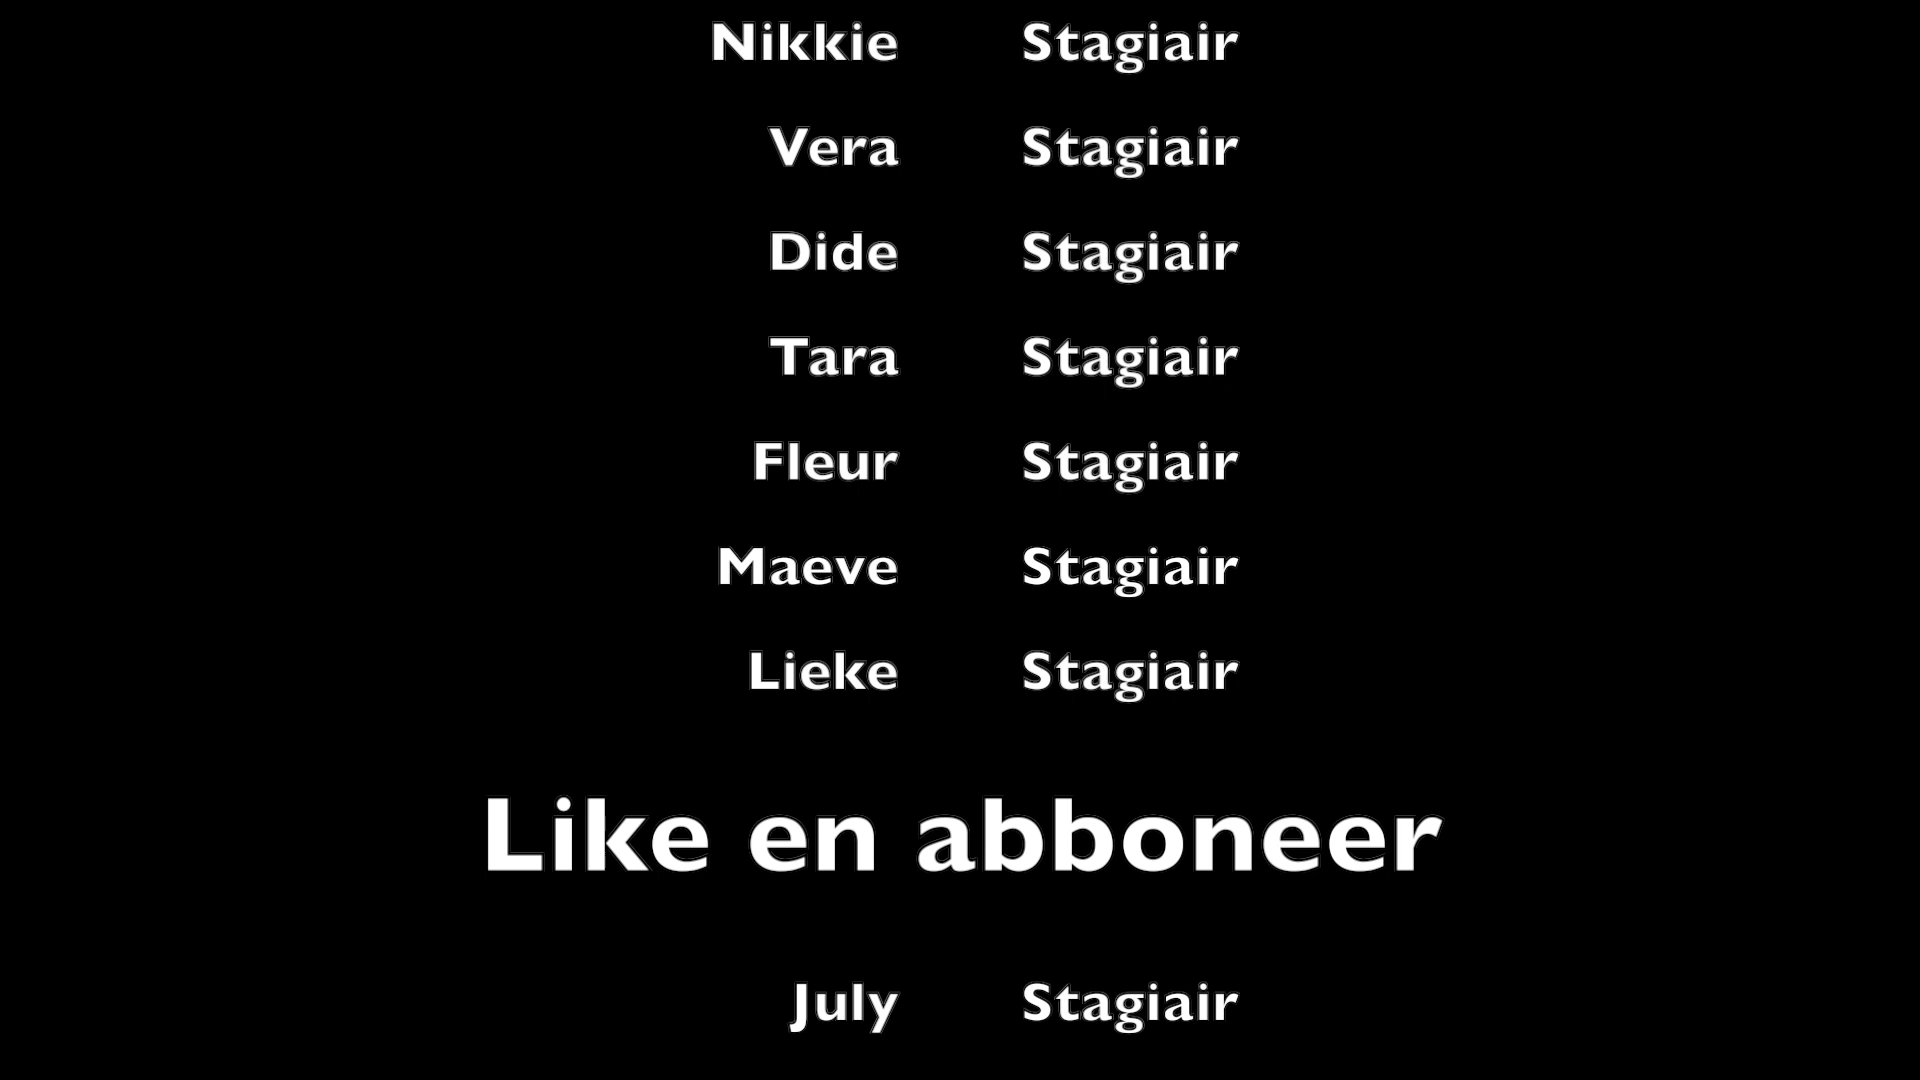 Nikkie Stagiair
Vera Stagiair
Dide Stagiair
Tara Stagiair
Fleur Stagiair
Maeve Stagiair
Lieke Stagiair
Like en abboneer
July Stagiair